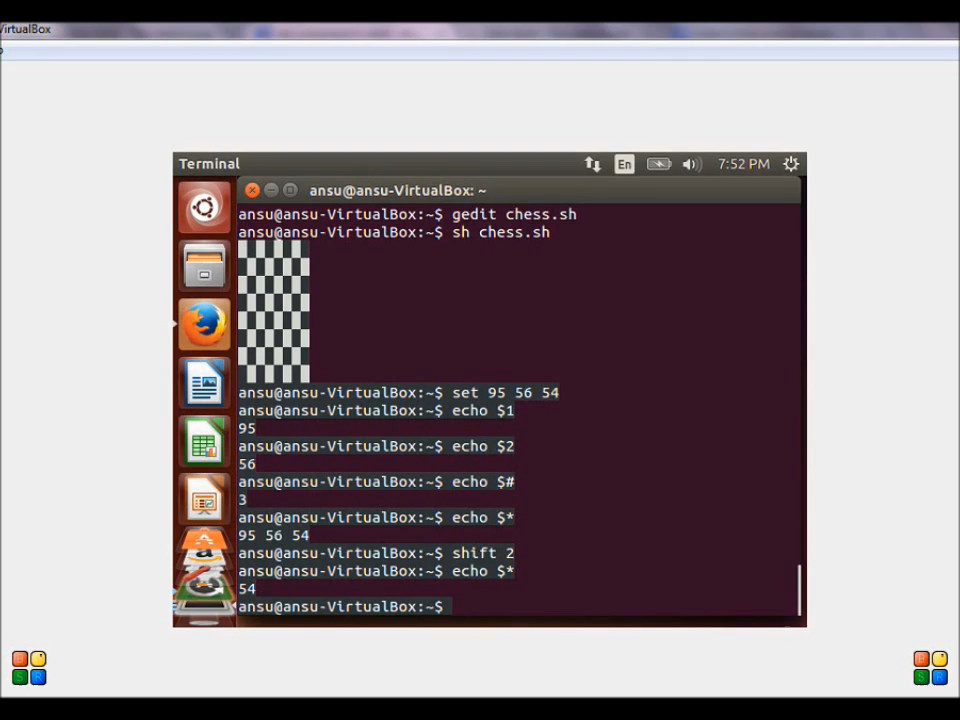 VirtualBox
Terminal
En
7:52 PM
ansu@ansu-VirtualBox: ~
ansu@ansu-VirtualBox:~$ gedit chess.sh
ansu@ansu-VirtualBox:~$ sh chess.sh
ansu@ansu-VirtualBox:~$ set 95 56 54
ansu@ansu-VirtualBox:~$ echo $1
95
ansu@ansu-VirtualBox:~$ echo $2
56
ansu@ansu-VirtualBox:~$ echo $#
3
ansu@ansu-VirtualBox:~$ echo $*
95 56 54
ansu@ansu-VirtualBox:~$ shift 2
ansu@ansu-VirtualBox:~$ echo $*
54
ansu@ansu-VirtualBox:~$